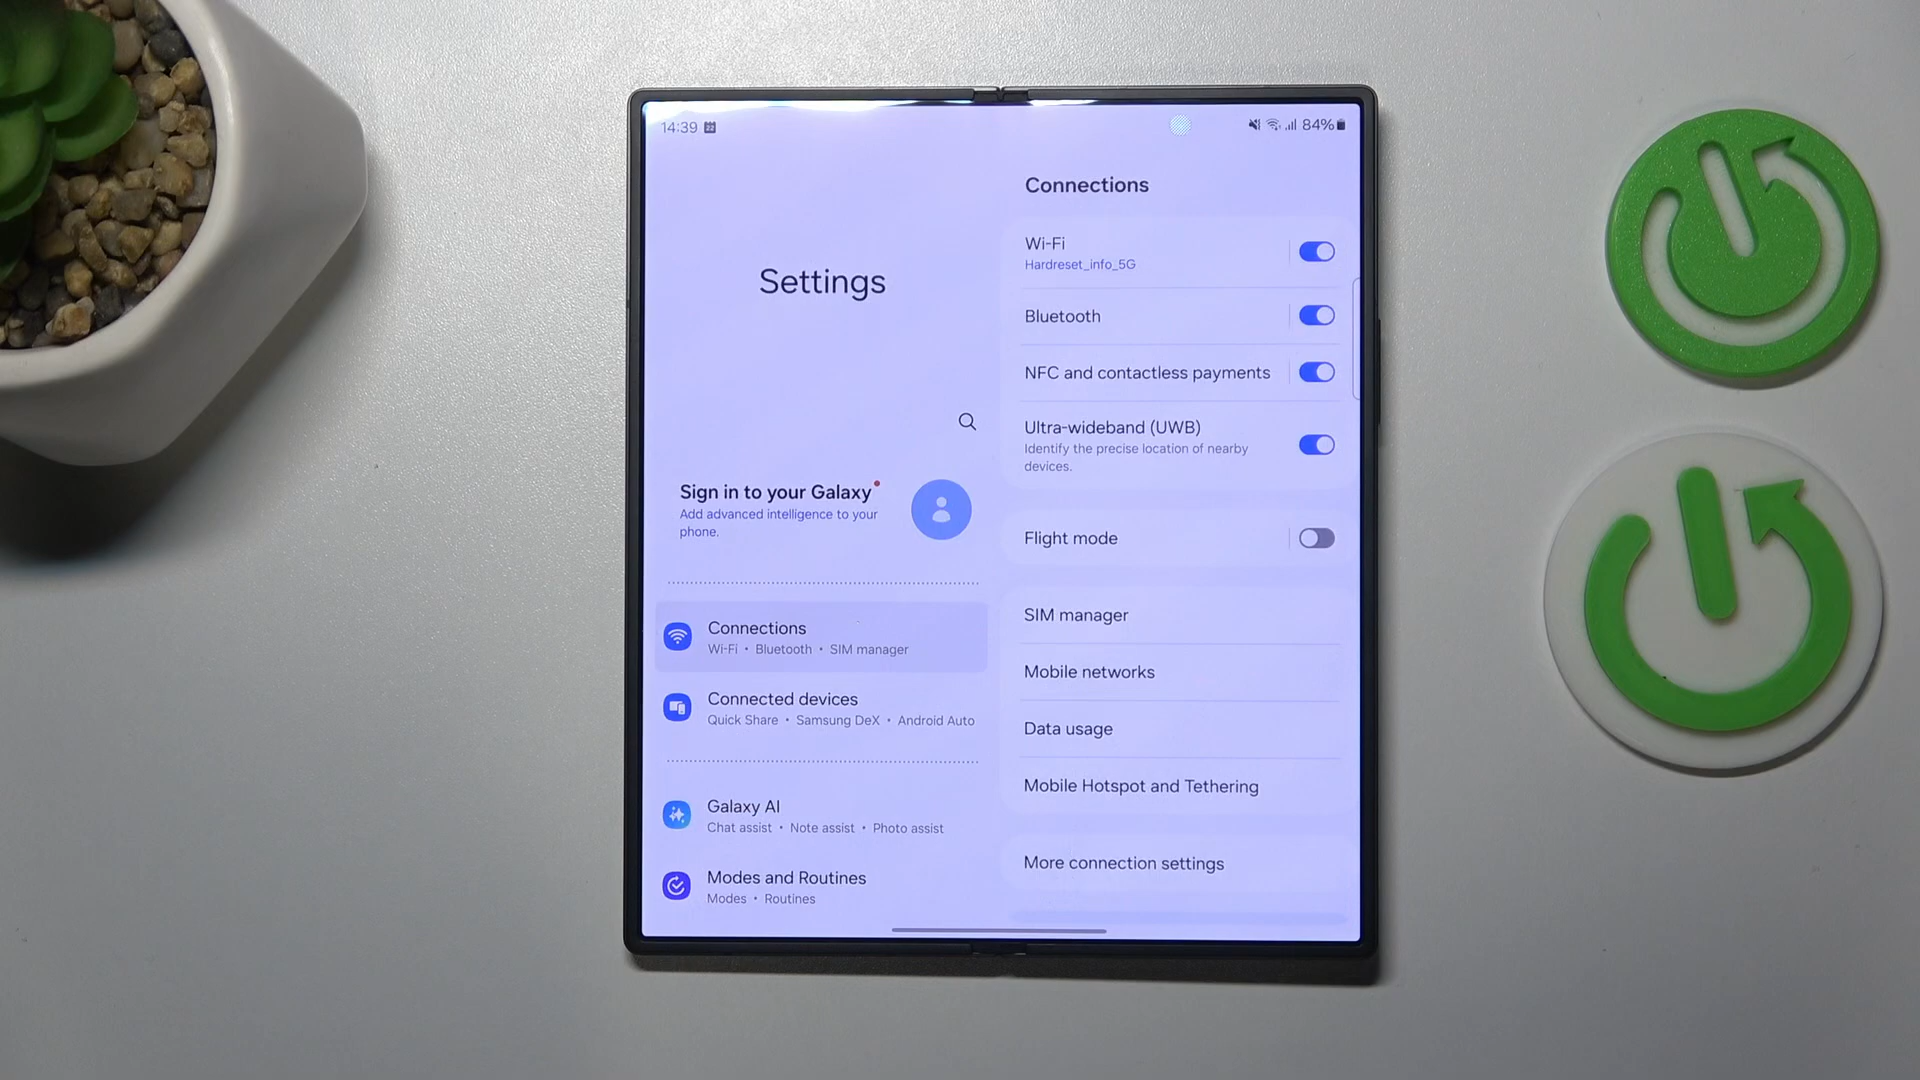 14:39
84%
Settings
Sign in to your Galaxy
Add advanced intelligence to your
phone.
Connections
Wi-Fi • Bluetooth • SIM manager
Connected devices
Quick Share • Samsung DeX • Android Auto
Galaxy AI
Chat assist • Note assist • Photo assist
Modes and Routines
Modes • Routines
Connections
Wi-Fi
Hardreset_info_5G
Bluetooth
NFC and contactless payments
Ultra-wideband (UWB)
Identify the precise location of nearby
devices.
Flight mode
SIM manager
Mobile networks
Data usage
Mobile Hotspot and Tethering
More connection settings